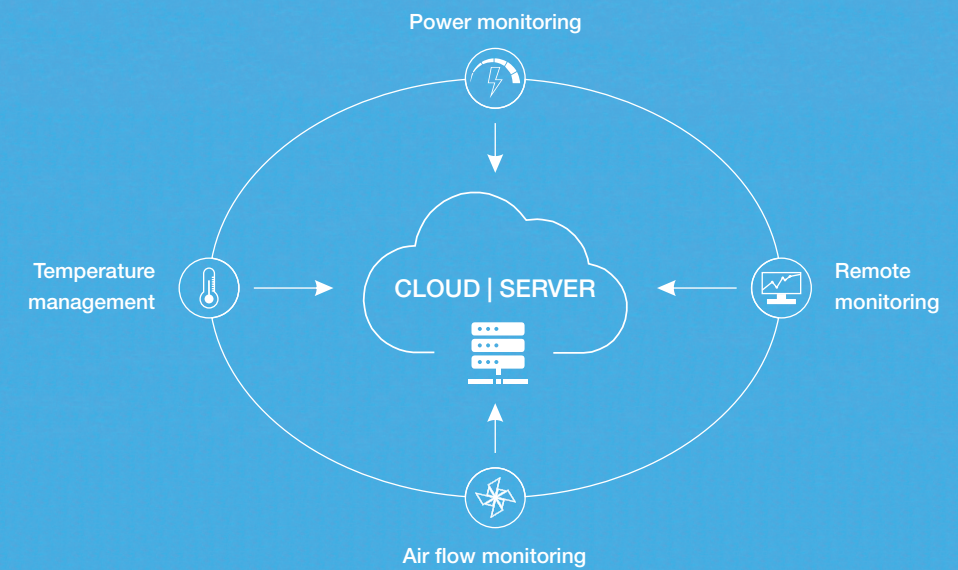 Power monitoring
Temperature
management
CLOUD | SERVER
Remote
monitoring
Air flow monitoring